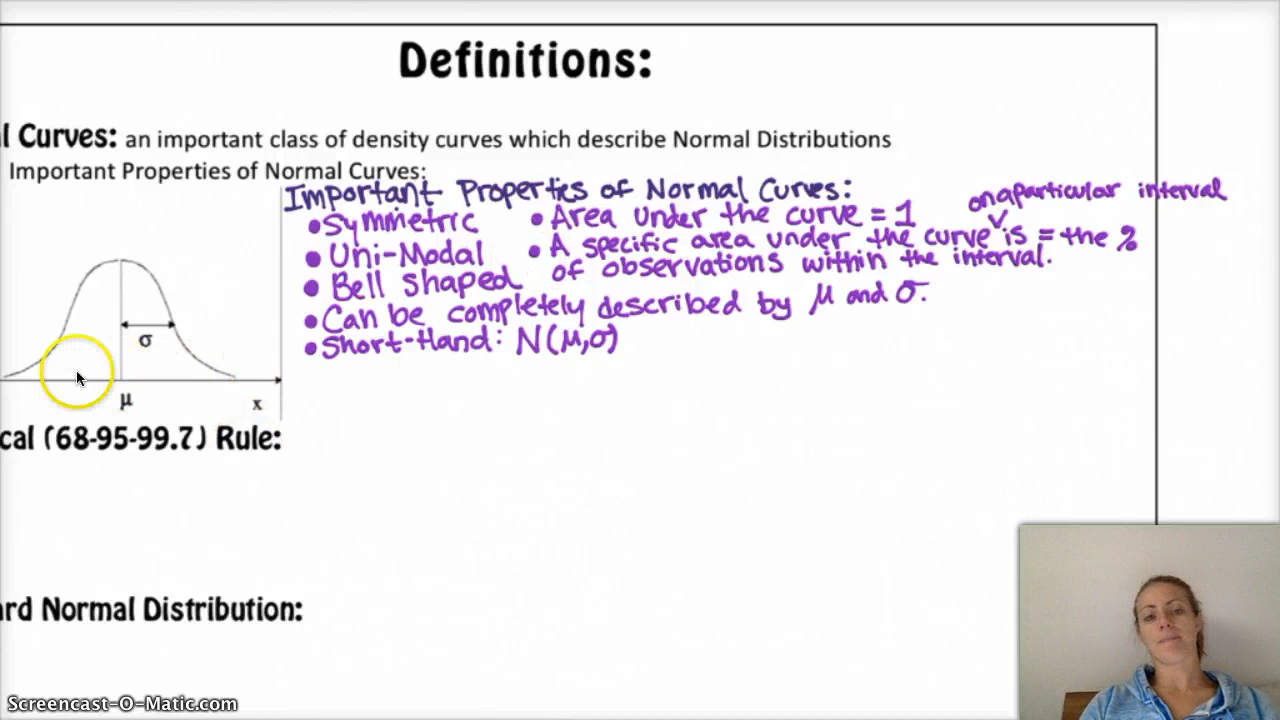 Definitions:
l Curves: an important class of density curves which describe Normal Distributions
Important Properties of Normal Curves:
Important Properties of Normal Curves:
• Symmetric
• Uni-Modal
• Bell shaped
• Area under the curve = 1
on a particular interval
• A specific area under the curve is = the %
of observations within the interval.
• Can be completely described by μ and σ.
• Short-Hand: N(μ,σ)
σ
μ
x
cal (68-95-99.7) Rule:
ard Normal Distribution:
Screencast-O-Matic.com